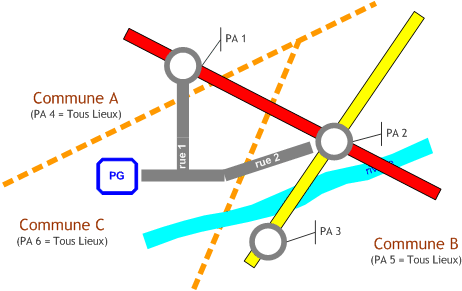 PA 1
Commune A
(PA 4 = Tous Lieux)
rue 1
PA 2
rue 2
PG
Commune C
(PA 6 = Tous Lieux)
PA 3
Commune B
(PA 5 = Tous Lieux)